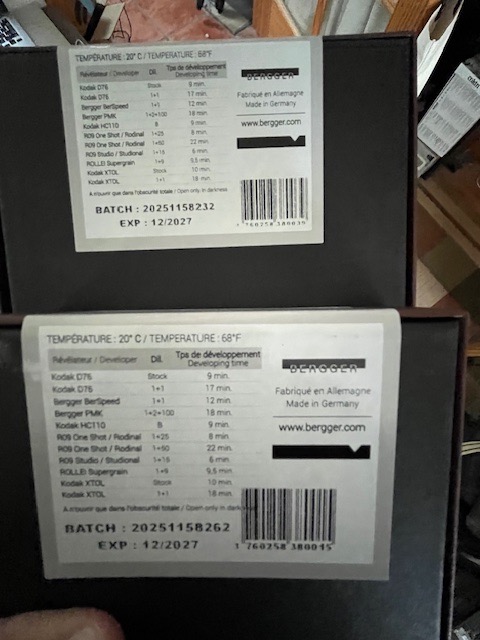 TEMPÉRATURE : 20° C / TEMPERATURE : 68°F
Révélateur / Developer Dil. Tps de développement
Developing time
Kodak D76 Stock 9 min.
Kodak D76 1+1 17 min.
Bergger BerSpeed 1+1 12 min.
Bergger PMK 1+2+100 18 min.
Kodak HC110 B 9 min.
R09 One Shot / Rodinal 1+25 8 min.
R09 One Shot / Rodinal 1+50 22 min.
R09 Studio / Studional 1+15 6 min.
ROLLEI Supergrain 1+9 9,5 min.
Kodak XTOL Stock 10 min.
Kodak XTOL 1+1 18 min.
A n'ouvrir que dans l'obscurité totale / Open only in darkness
BATCH : 20251158232
EXP : 12/2027
BERGGER
Fabriqué en Allemagne
Made in Germany
www.bergger.com
TEMPÉRATURE : 20° C / TEMPERATURE : 68°F
Révélateur / Developer Dil. Tps de développement
Developing time
Kodak D76 Stock 9 min.
Kodak D76 1+1 17 min.
Bergger BerSpeed 1+1 12 min.
Bergger PMK 1+2+100 18 min.
Kodak HC110 B 9 min.
R09 One Shot / Rodinal 1+25 8 min.
R09 One Shot / Rodinal 1+50 22 min.
R09 Studio / Studional 1+15 6 min.
ROLLEI Supergrain 1+9 9,5 min.
Kodak XTOL Stock 10 min.
Kodak XTOL 1+1 18 min.
A n'ouvrir que dans l'obscurité totale / Open only in dark
BATCH : 20251158262
EXP : 12/2027
BERGGER
Fabriqué en Allemagne
Made in Germany
www.bergger.com
3 760258 380015